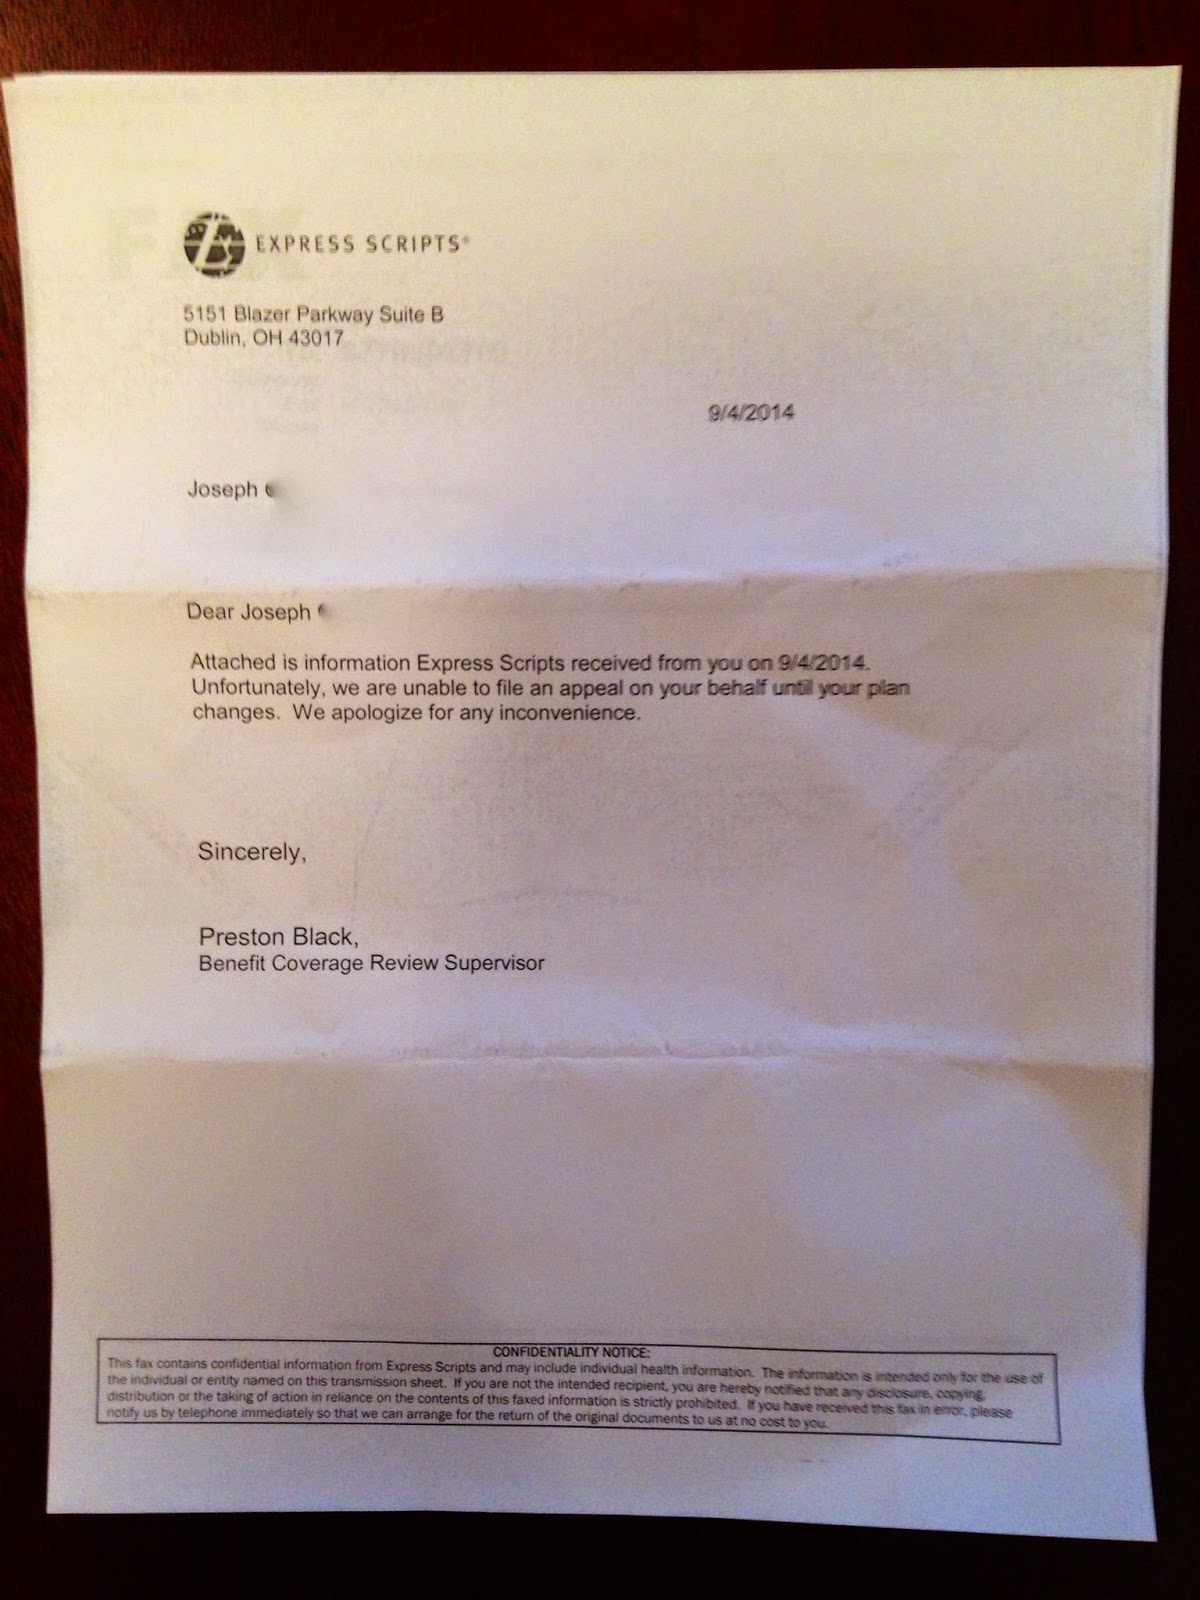 EXPRESS SCRIPTS®
5151 Blazer Parkway Suite B
Dublin, OH 43017
9/4/2014
Joseph
Dear Joseph
Attached is information Express Scripts received from you on 9/4/2014.
Unfortunately, we are unable to file an appeal on your behalf until your plan
changes. We apologize for any inconvenience.
Sincerely,
Preston Black,
Benefit Coverage Review Supervisor
CONFIDENTIALITY NOTICE:
This fax contains confidential information from Express Scripts and may include individual health information. The information is intended only for the use of
the individual or entity named on this transmission sheet. If you are not the intended recipient, you are hereby notified that any disclosure, copying,
distribution or the taking of action in reliance on the contents of this faxed information is strictly prohibited. If you have received this fax in error, please
notify us by telephone immediately so that we can arrange for the return of the original documents to us at no cost to you.